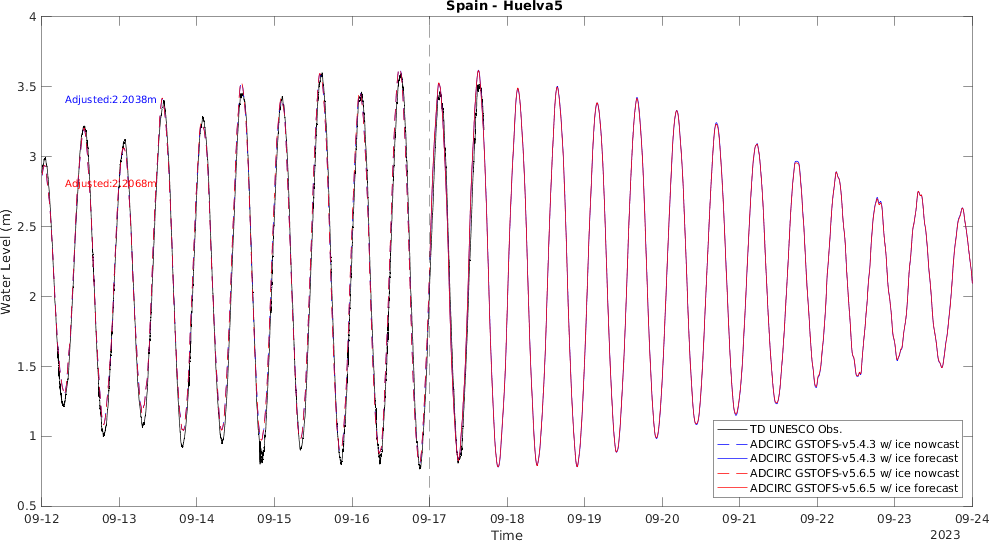 Spain - Huelva5
4
3.5
3
2.5
2
1.5
1
0.5
Water Level (m)
Adjusted:2.2038m
Adjusted:2.2068m
TD UNESCO Obs.
ADCIRC GSTOFS-v5.4.3 w/ ice nowcast
ADCIRC GSTOFS-v5.4.3 w/ ice forecast
ADCIRC GSTOFS-v5.6.5 w/ ice nowcast
ADCIRC GSTOFS-v5.6.5 w/ ice forecast
09-12 09-13 09-14 09-15 09-16 09-17 09-18 09-19 09-20 09-21 09-22 09-23 09-24
Time
2023